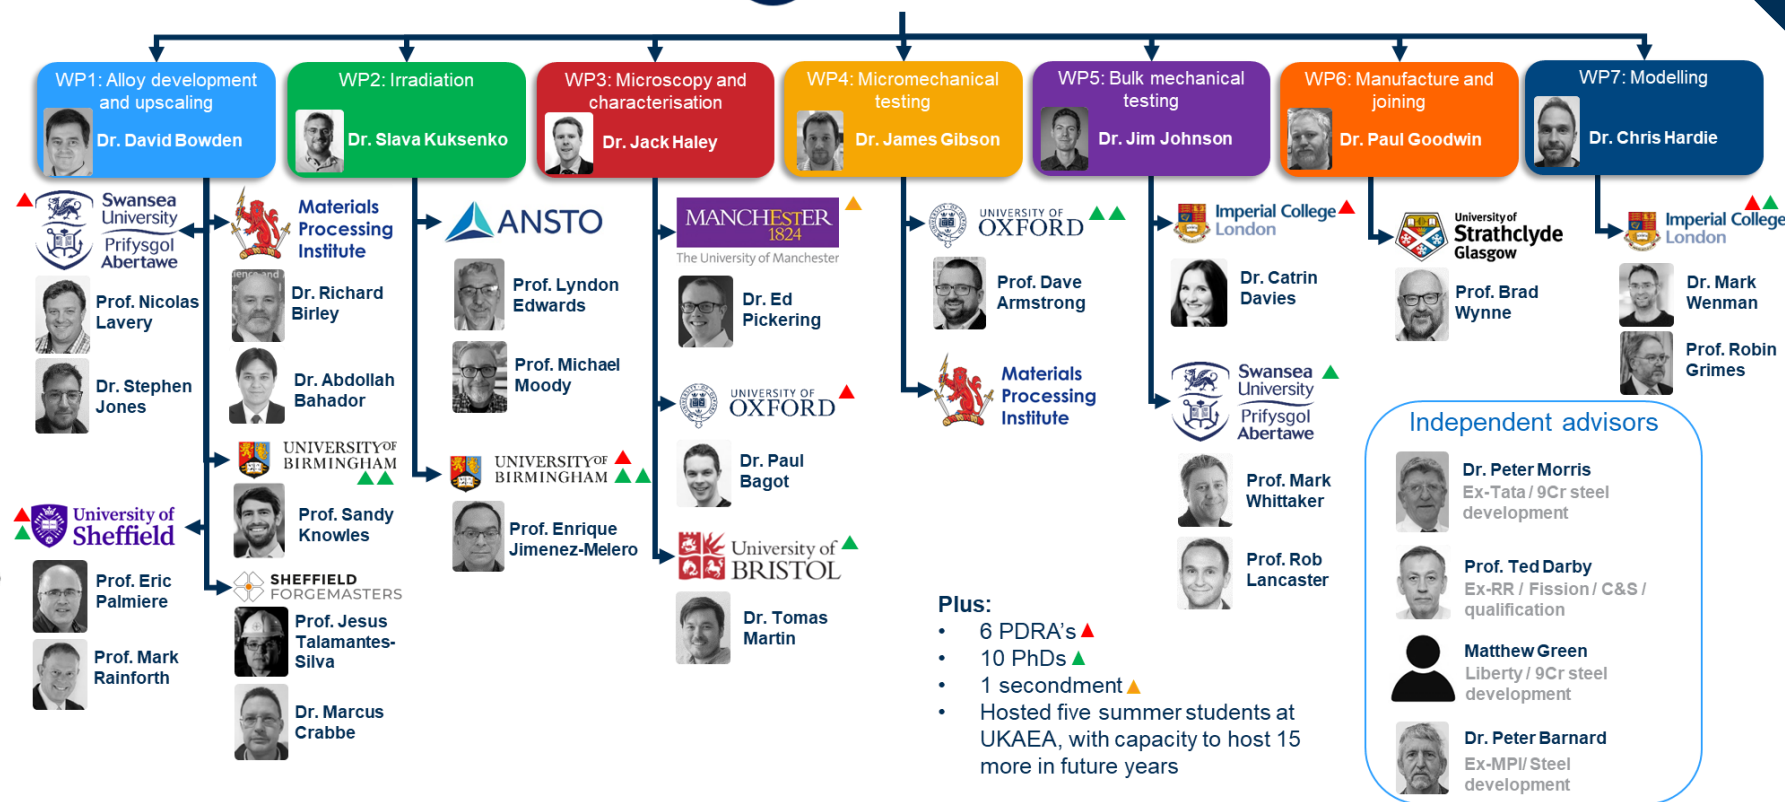 WP1: Alloy development
and upscaling
Dr. David Bowden
WP2: Irradiation
Dr. Slava Kuksenko
WP3: Microscopy and
characterisation
Dr. Jack Haley
WP4: Micromechanical
testing
Dr. James Gibson
WP5: Bulk mechanical
testing
Dr. Jim Johnson
WP6: Manufacture and
joining
Dr. Paul Goodwin
WP7: Modelling
Dr. Chris Hardie
Swansea
University
Prifysgol
Abertawe
Prof. Nicolas
Lavery
Dr. Stephen
Jones
University of
Sheffield
Prof. Eric
Palmiere
Prof. Mark
Rainforth
Materials
Processing
Institute
Dr. Richard
Birley
Dr. Abdollah
Bahador
UNIVERSITY OF
BIRMINGHAM
Prof. Sandy
Knowles
SHEFFIELD
FORGEMASTERS
Prof. Jesus
Talamantes-
Silva
Dr. Marcus
Crabbe
ANSTO
Prof. Lyndon
Edwards
Prof. Michael
Moody
UNIVERSITY OF
BIRMINGHAM
Prof. Enrique
Jimenez-Melero
MANCHESTER
1824
The University of Manchester
Dr. Ed
Pickering
UNIVERSITY OF
OXFORD
Dr. Paul
Bagot
University of
BRISTOL
Dr. Tomas
Martin
UNIVERSITY OF
OXFORD
Prof. Dave
Armstrong
Materials
Processing
Institute
Imperial College
London
Dr. Catrin
Davies
Swansea
University
Prifysgol
Abertawe
Prof. Mark
Whittaker
Prof. Rob
Lancaster
University of
Strathclyde
Glasgow
Prof. Brad
Wynne
Imperial College
London
Dr. Mark
Wenman
Prof. Robin
Grimes
Plus:
• 6 PDRA's
• 10 PhDs
• 1 secondment
• Hosted five summer students at
UKAEA, with capacity to host 15
more in future years
Independent advisors
Dr. Peter Morris
Ex-Tata / 9Cr steel
development
Prof. Ted Darby
Ex-RR / Fission / C&S /
qualification
Matthew Green
Liberty / 9Cr steel
development
Dr. Peter Barnard
Ex-MPI/ Steel
development